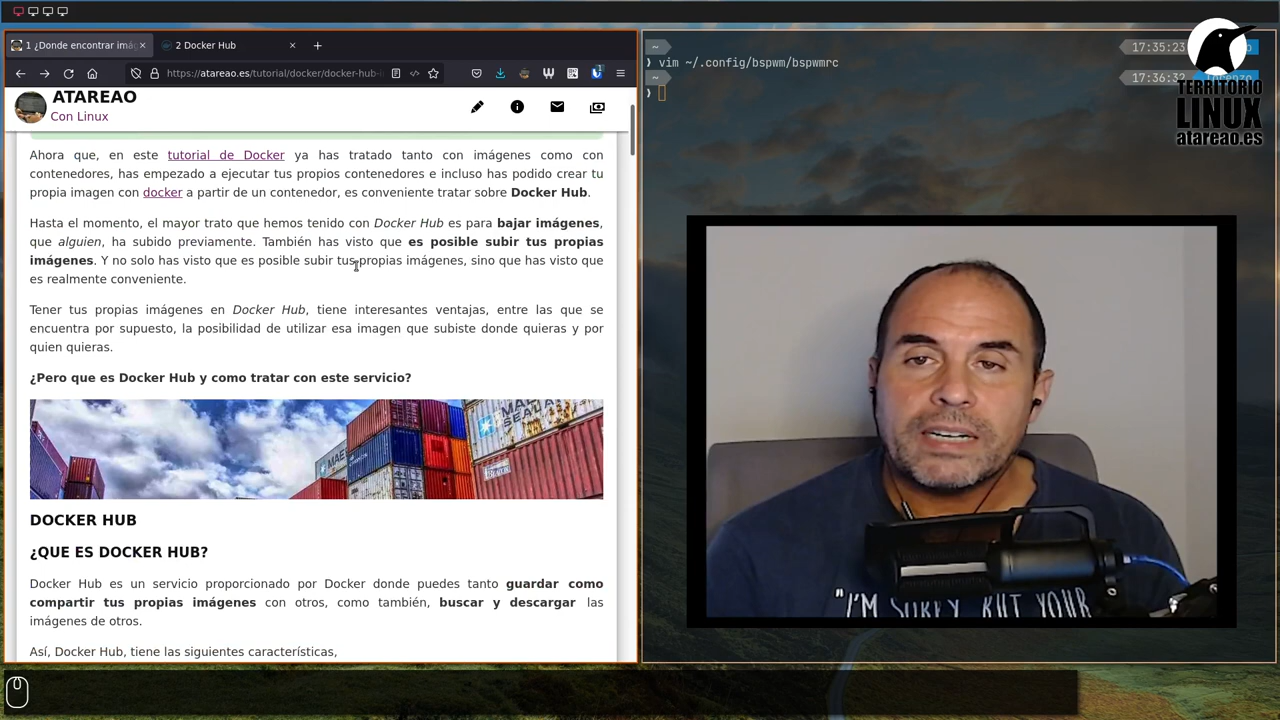 1 ¿Donde encontrar imág
2 Docker Hub
https://atareao.es/tutorial/docker/docker-hub-
ATAREAO
Con Linux
Ahora que, en este tutorial de Docker ya has tratado tanto con imágenes como con
contenedores, has empezado a ejecutar tus propios contenedores e incluso has podido crear tu
propia imagen con docker a partir de un contenedor, es conveniente tratar sobre Docker Hub.
Hasta el momento, el mayor trato que hemos tenido con Docker Hub es para bajar imágenes,
que alguien, ha subido previamente. También has visto que es posible subir tus propias
imágenes. Y no solo has visto que es posible subir tus propias imágenes, sino que has visto que
es realmente conveniente.
Tener tus propias imágenes en Docker Hub, tiene interesantes ventajas, entre las que se
encuentra por supuesto, la posibilidad de utilizar esa imagen que subiste donde quieras y por
quien quieras.
¿Pero que es Docker Hub y como tratar con este servicio?
DOCKER HUB
¿QUE ES DOCKER HUB?
Docker Hub es un servicio proporcionado por Docker donde puedes tanto guardar como
compartir tus propias imágenes con otros, como también, buscar y descargar las
imágenes de otros.
Así, Docker Hub, tiene las siguientes características,
~
17:35:23
❯ vim ~/.config/bspwm/bspwmrc
~
17:36:32
❯
TERRITORIO
LINUX
atareao.es
"I'M SORRY, BUT YOUR